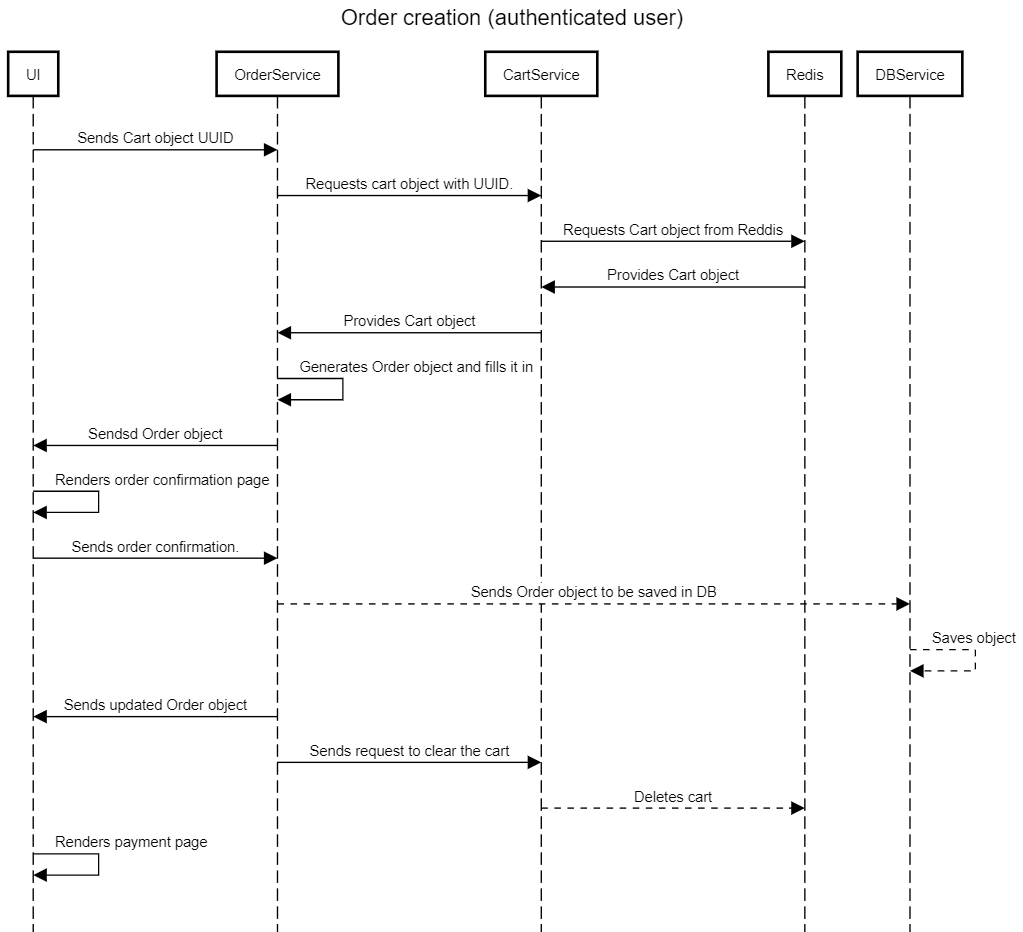 Order creation (authenticated user)
UI
OrderService
CartService
Redis
DBService
Sends Cart object UUID
Requests cart object with UUID.
Requests Cart object from Reddis
Provides Cart object
Provides Cart object
Generates Order object and fills it in
Sendsd Order object
Renders order confirmation page
Sends order confirmation.
Sends Order object to be saved in DB
Saves object
Sends updated Order object
Sends request to clear the cart
Deletes cart
Renders payment page